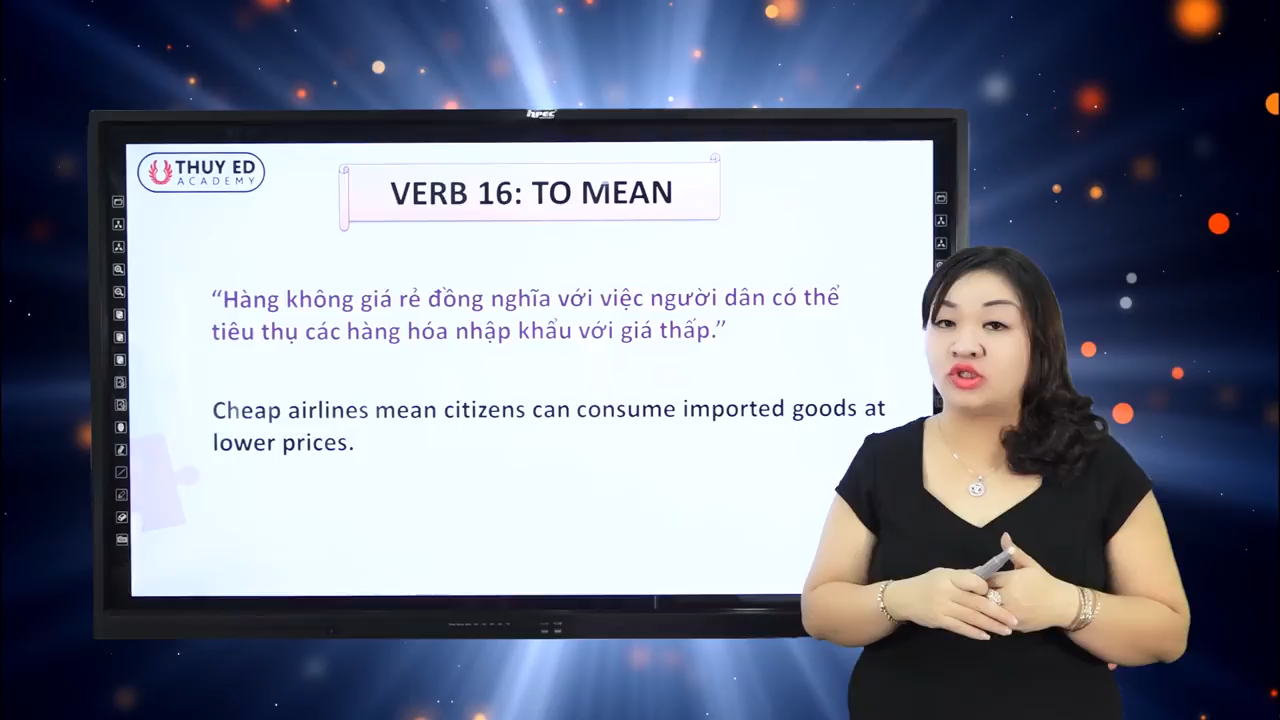 hpec
THUY ED
ACADEMY
VERB 16: TO MEAN
“Hàng không giá rẻ đồng nghĩa với việc người dân có thể
tiêu thụ các hàng hóa nhập khẩu với giá thấp.”
Cheap airlines mean citizens can consume imported goods at
lower prices.